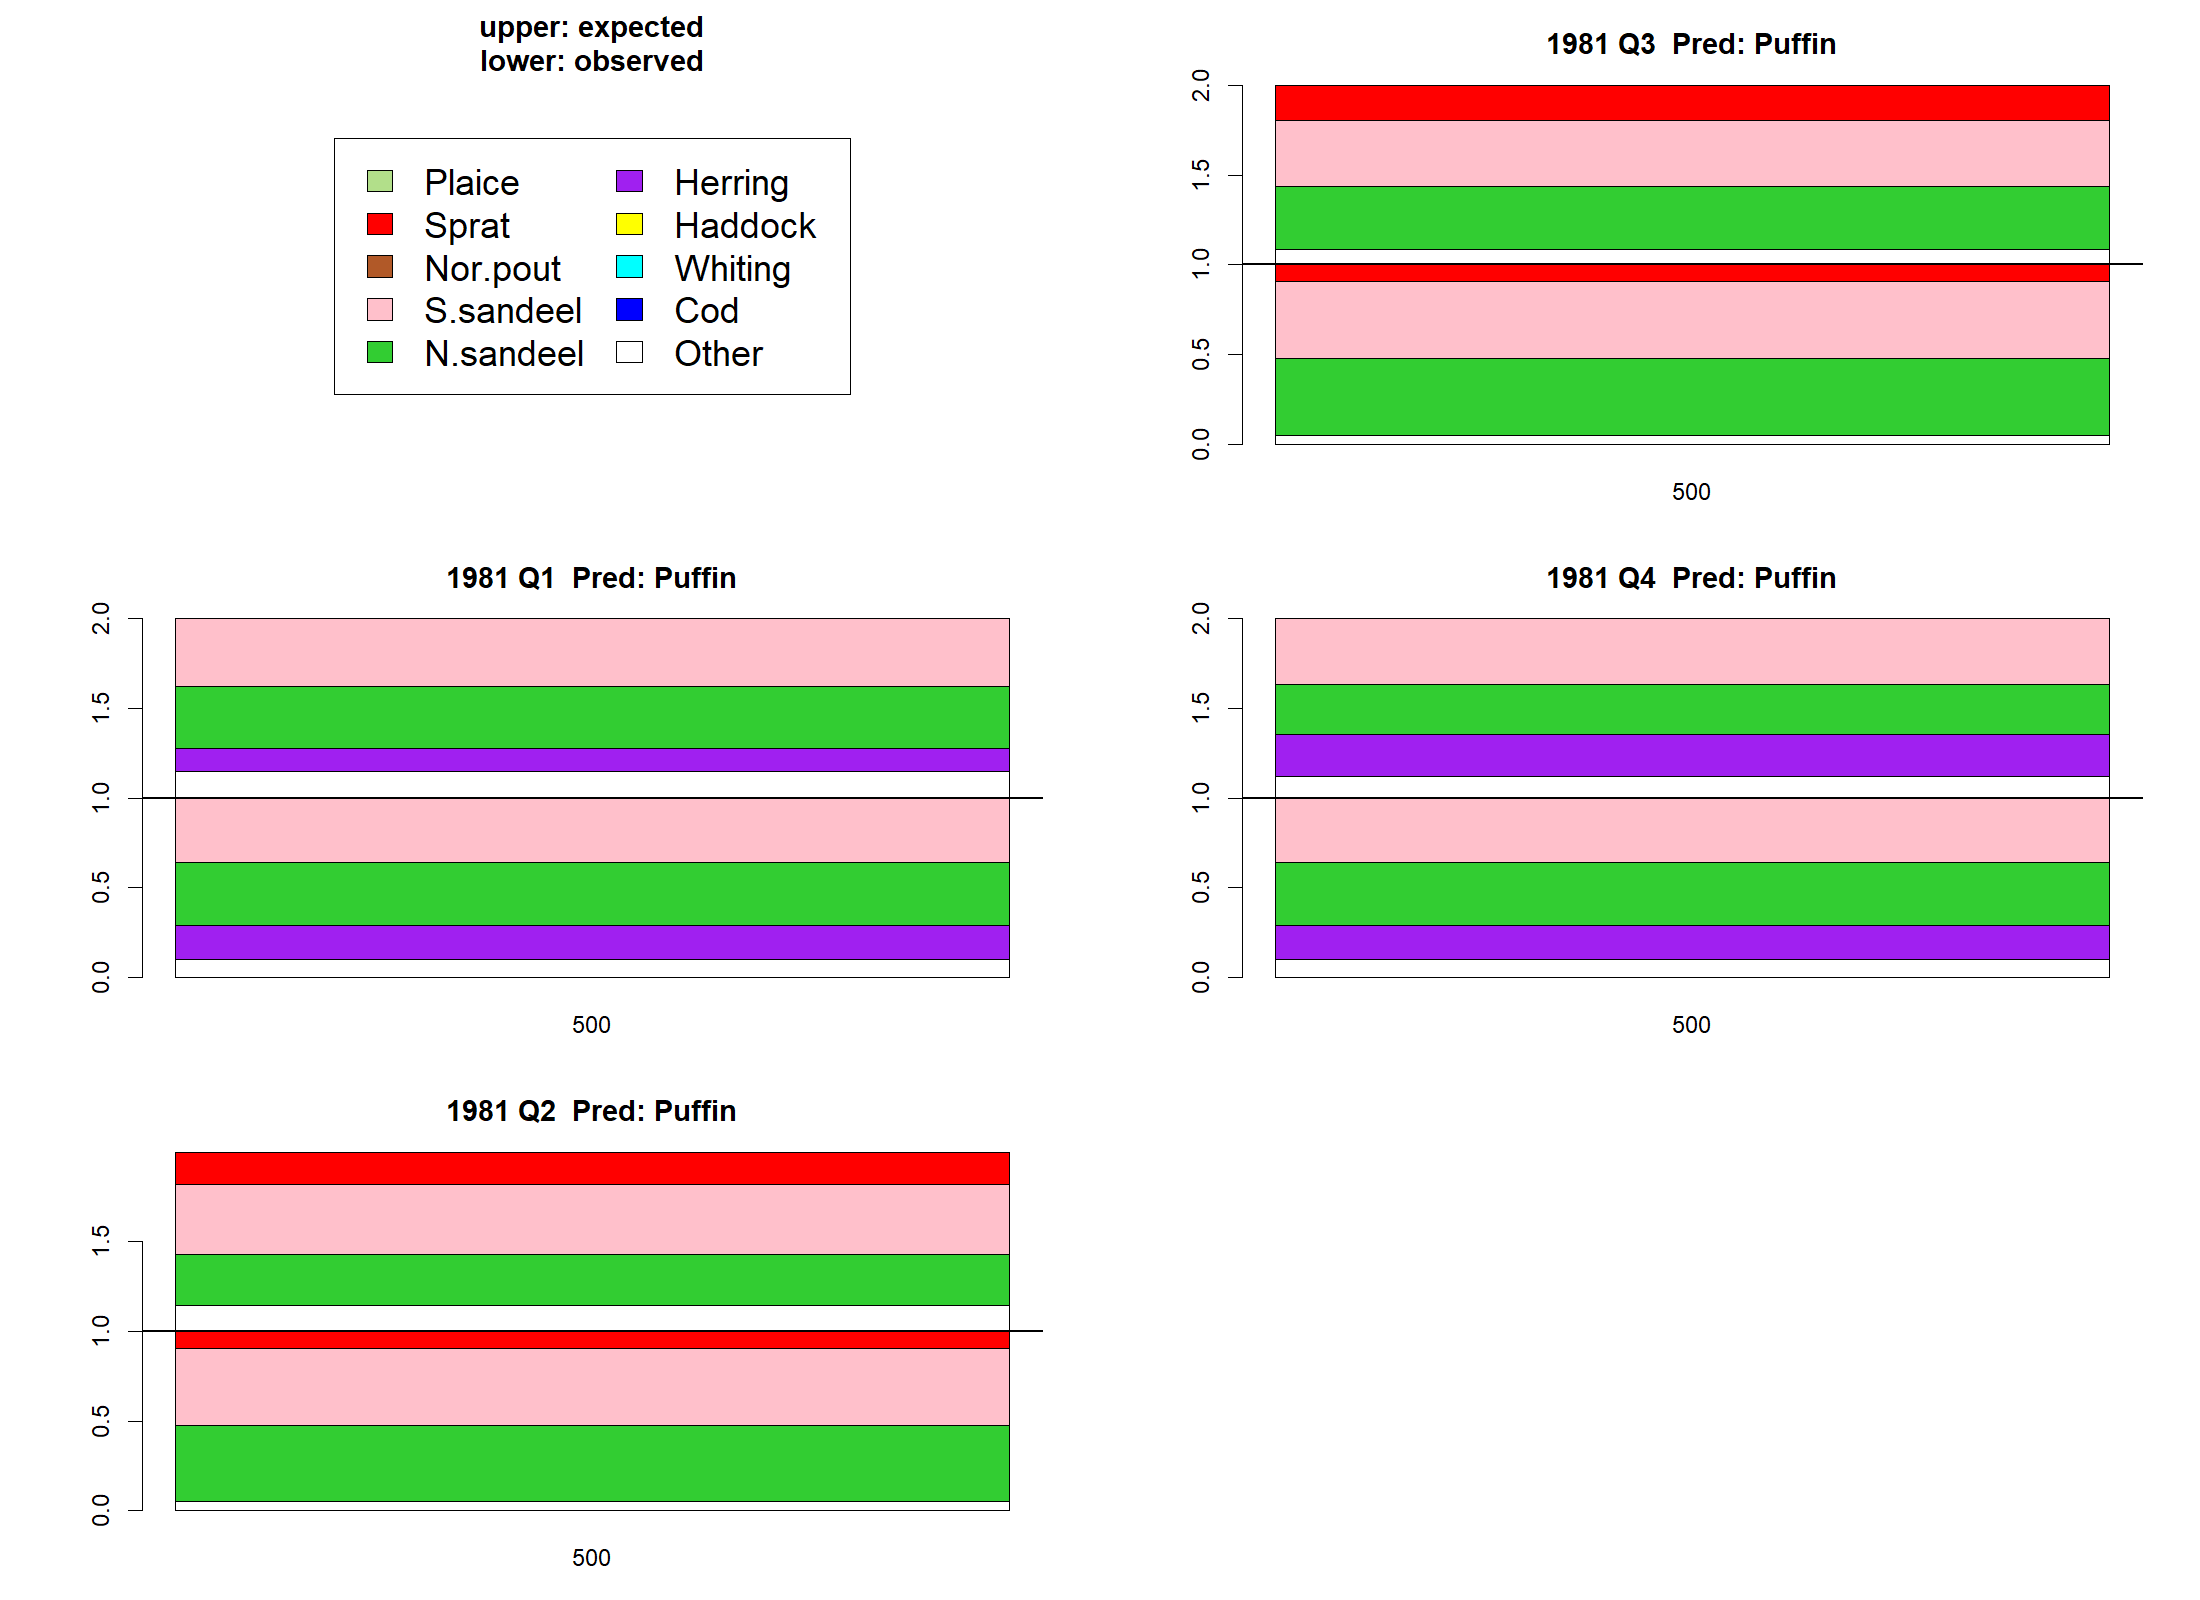 upper: expected
lower: observed
Plaice
Sprat
Nor.pout
S.sandeel
N.sandeel
Herring
Haddock
Whiting
Cod
Other
1981 Q3  Pred: Puffin
2.0
1.5
1.0
0.5
0.0
500
1981 Q1  Pred: Puffin
2.0
1.5
1.0
0.5
0.0
500
1981 Q4  Pred: Puffin
2.0
1.5
1.0
0.5
0.0
500
1981 Q2  Pred: Puffin
1.5
1.0
0.5
0.0
500